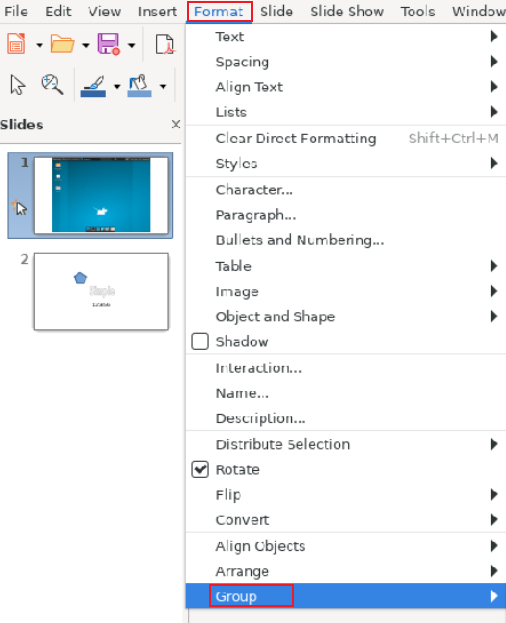 File Edit View Insert Format Slide Slide Show Tools Window
Text
Spacing
Align Text
Lists
Clear Direct Formatting Shift+Ctrl+M
Styles
Character...
Paragraph...
Bullets and Numbering...
Table
Image
Object and Shape
Shadow
Interaction...
Name...
Description...
Distribute Selection
Rotate
Flip
Convert
Align Objects
Arrange
Group
Slides
1
2
Simple